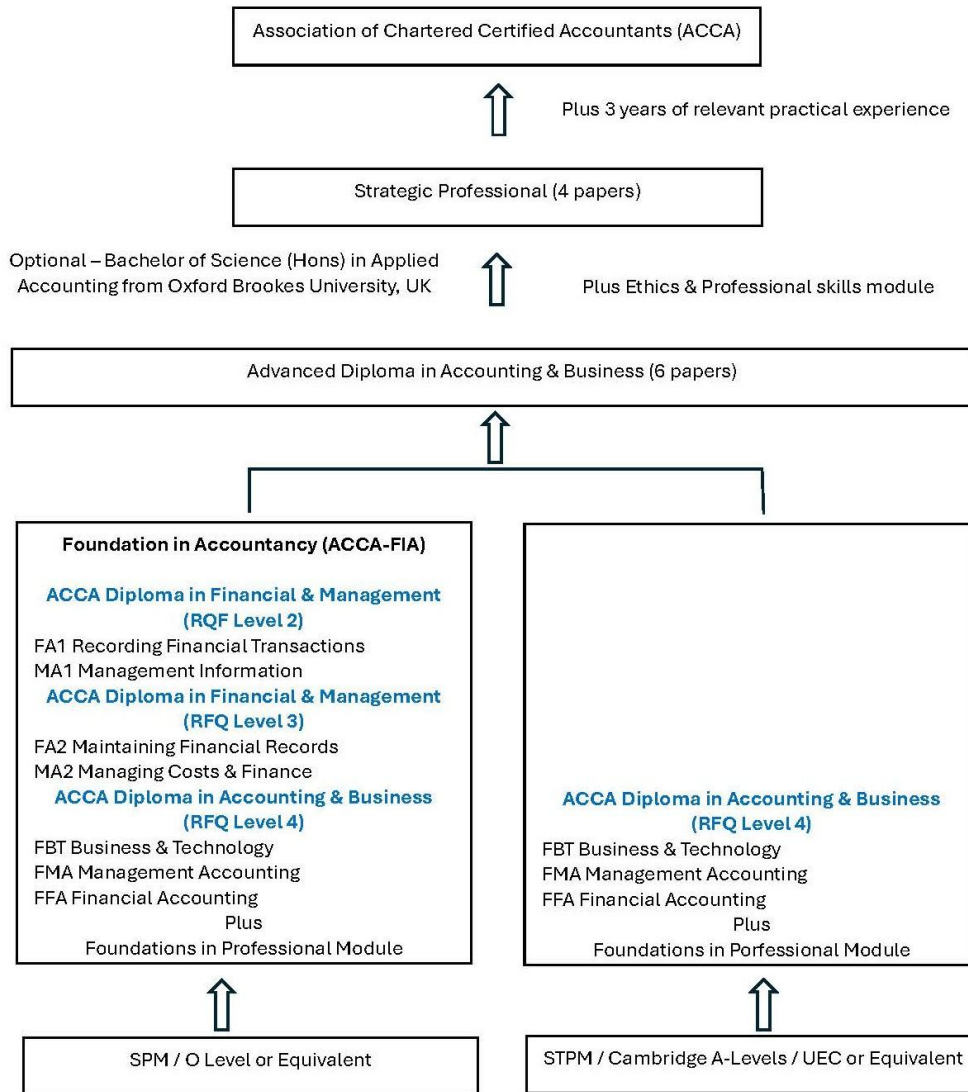 Association of Chartered Certified Accountants (ACCA)
Plus 3 years of relevant practical experience
Strategic Professional (4 papers)
Optional – Bachelor of Science (Hons) in Applied
Accounting from Oxford Brookes University, UK
Plus Ethics & Professional skills module
Advanced Diploma in Accounting & Business (6 papers)
Foundation in Accountancy (ACCA-FIA)
ACCA Diploma in Financial & Management
(RQF Level 2)
FA1 Recording Financial Transactions
MA1 Management Information
ACCA Diploma in Financial & Management
(RFQ Level 3)
FA2 Maintaining Financial Records
MA2 Managing Costs & Finance
ACCA Diploma in Accounting & Business
(RFQ Level 4)
FBT Business & Technology
FMA Management Accounting
FFA Financial Accounting
Plus
Foundations in Professional Module
ACCA Diploma in Accounting & Business
(RFQ Level 4)
FBT Business & Technology
FMA Management Accounting
FFA Financial Accounting
Plus
Foundations in Porfessional Module
SPM / O Level or Equivalent
STPM / Cambridge A-Levels / UEC or Equivalent